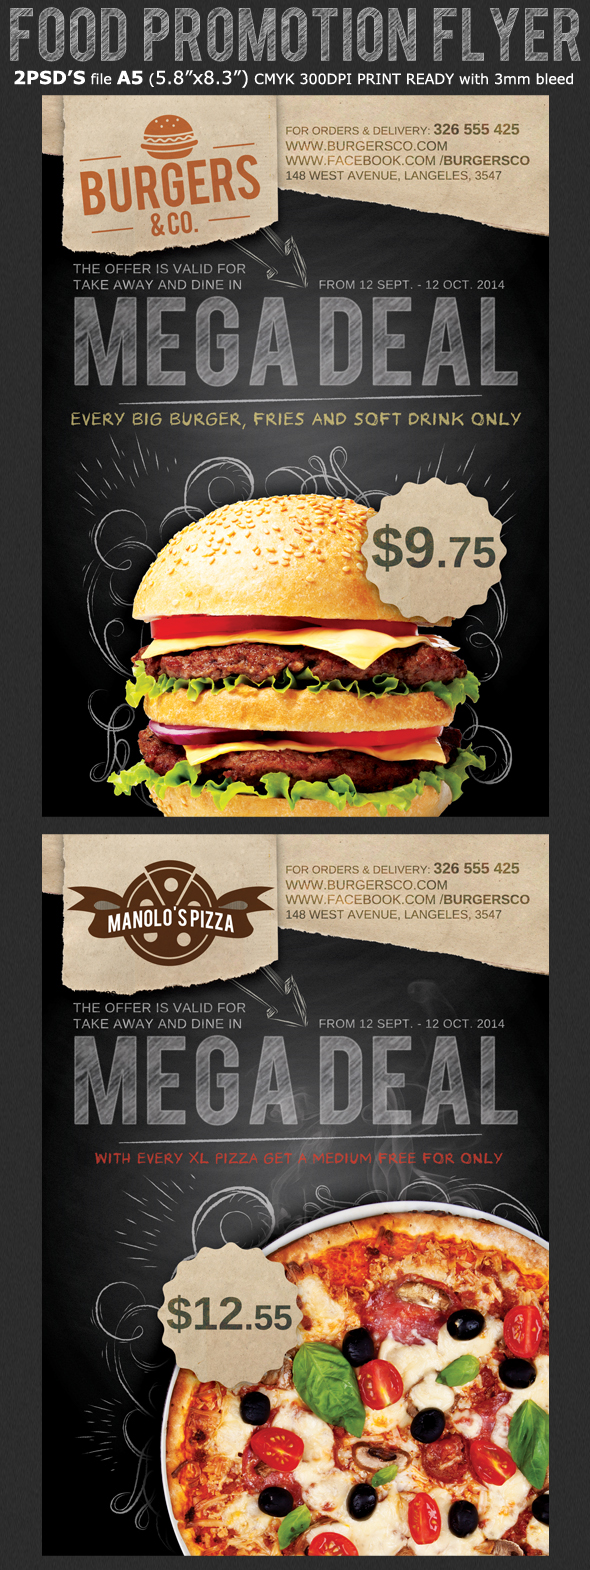 FOOD PROMOTION FLYER
2PSD'S file A5 (5.8"x8.3") CMYK 300DPI PRINT READY with 3mm bleed
BURGERS
& CO.
FOR ORDERS & DELIVERY: 326 555 425
WWW.BURGERSCO.COM
WWW.FACEBOOK.COM /BURGERSCO
148 WEST AVENUE, LANGELES, 3547
THE OFFER IS VALID FOR
TAKE AWAY AND DINE IN
FROM 12 SEPT. - 12 OCT. 2014
MEGA DEAL
EVERY BIG BURGER, FRIES AND SOFT DRINK ONLY
$9.75
MANOLO'S PIZZA
FOR ORDERS & DELIVERY: 326 555 425
WWW.BURGERSCO.COM
WWW.FACEBOOK.COM /BURGERSCO
148 WEST AVENUE, LANGELES, 3547
THE OFFER IS VALID FOR
TAKE AWAY AND DINE IN
FROM 12 SEPT. - 12 OCT. 2014
MEGA DEAL
WITH EVERY XL PIZZA GET A MEDIUM FREE FOR ONLY
$12.55